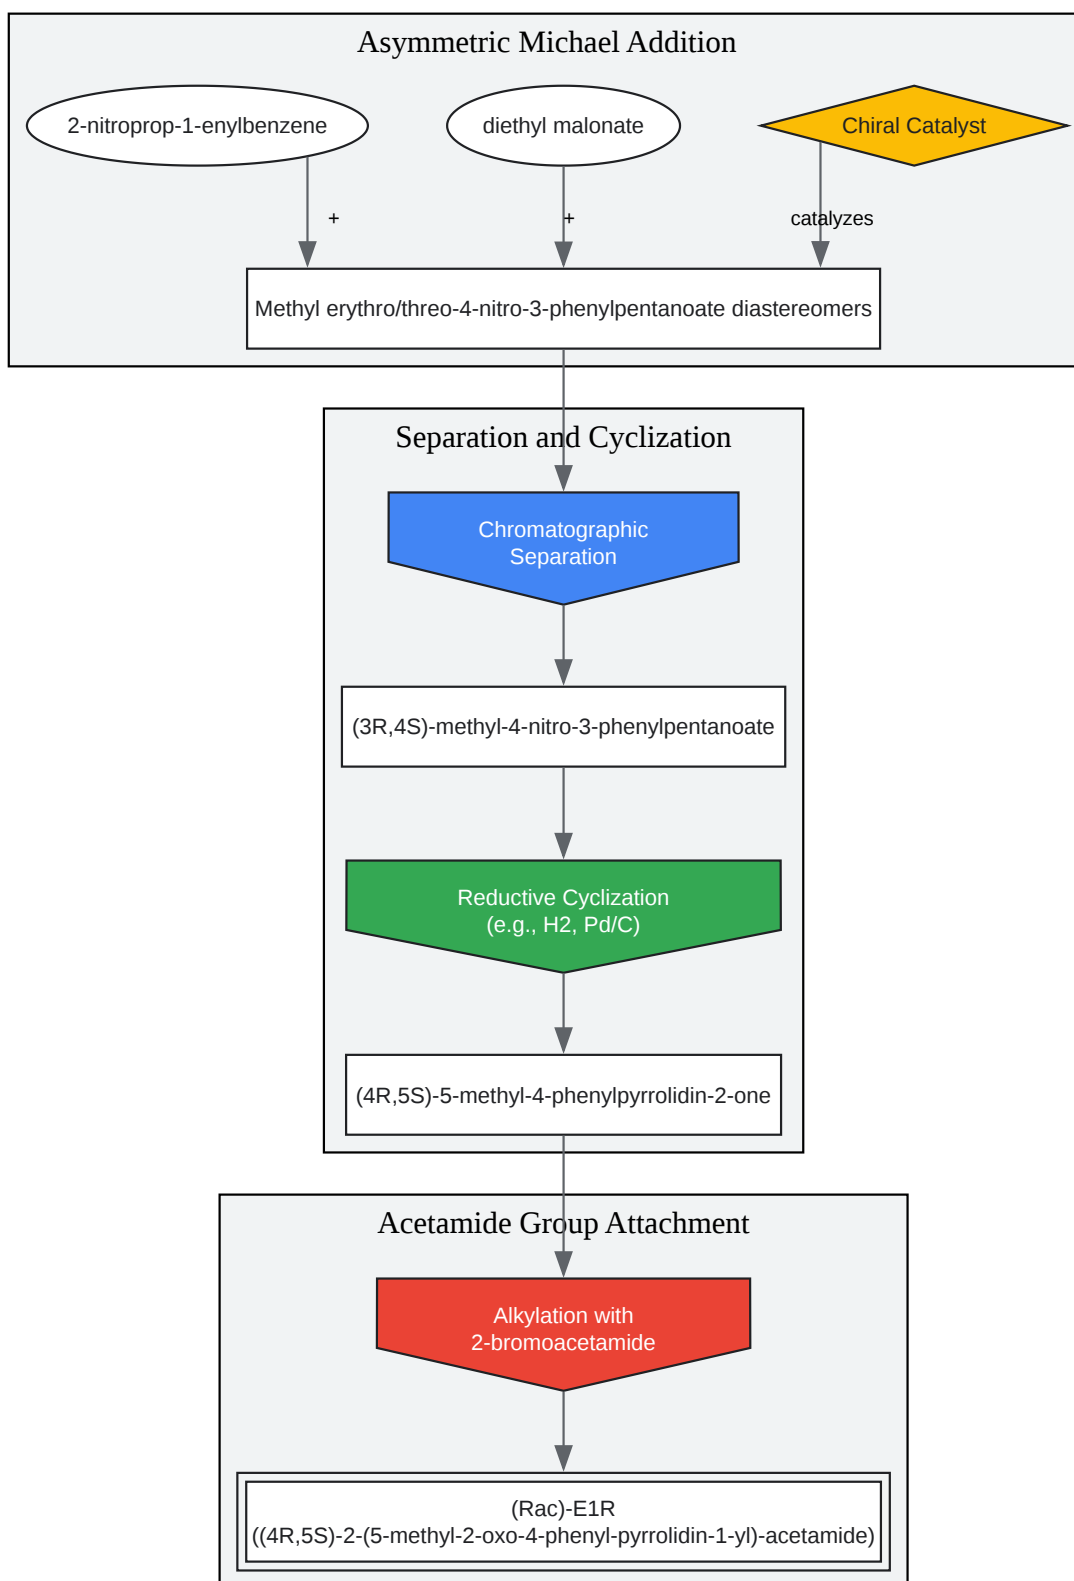 Asymmetric Michael Addition
2-nitroprop-1-enylbenzene
diethyl malonate
Chiral Catalyst
+
+
catalyzes
Methyl erythro/threo-4-nitro-3-phenylpentanoate diastereomers
Separation and Cyclization
Chromatographic
Separation
(3R,4S)-methyl-4-nitro-3-phenylpentanoate
Reductive Cyclization
(e.g., H2, Pd/C)
(4R,5S)-5-methyl-4-phenylpyrrolidin-2-one
Acetamide Group Attachment
Alkylation with
2-bromoacetamide
(Rac)-E1R
((4R,5S)-2-(5-methyl-2-oxo-4-phenyl-pyrrolidin-1-yl)-acetamide)